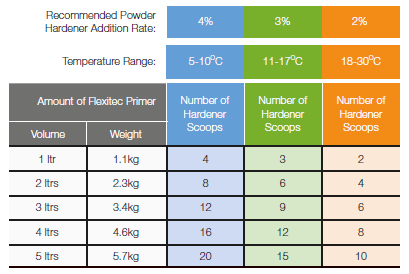 Recommended Powder
Hardener Addition Rate: 4% 3% 2%
Temperature Range: 5-10⁰C 11-17⁰C 18-30⁰C
Amount of Flexitec Primer
Number of Hardener Scoops
Number of Hardener Scoops
Number of Hardener Scoops
Volume Weight
1 ltr 1.1kg 4 3 2
2 ltrs 2.3kg 8 6 4
3 ltrs 3.4kg 12 9 6
4 ltrs 4.6kg 16 12 8
5 ltrs 5.7kg 20 15 10